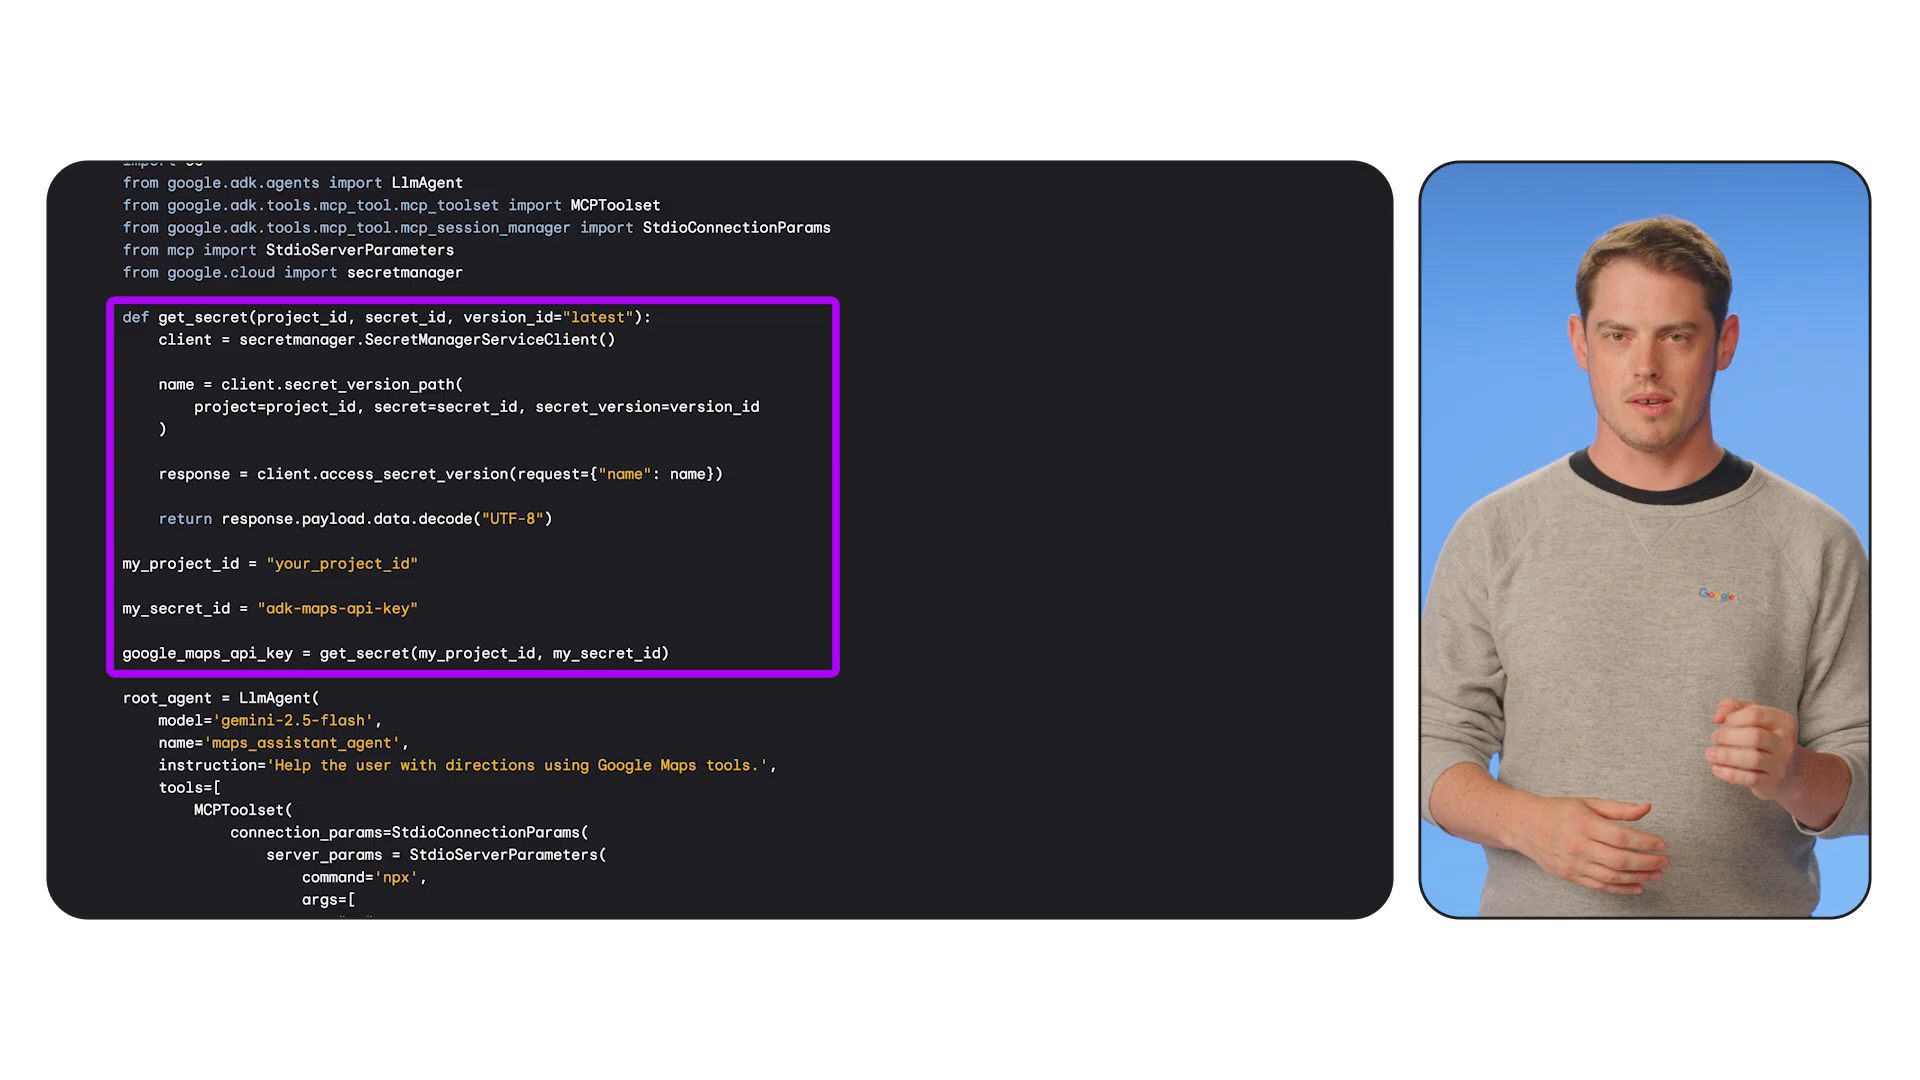 import os
from google.adk.agents import LlmAgent
from google.adk.tools.mcp_tool.mcp_toolset import MCPToolset
from google.adk.tools.mcp_tool.mcp_session_manager import StdioConnectionParams
from mcp import StdioServerParameters
from google.cloud import secretmanager
def get_secret(project_id, secret_id, version_id="latest"):
client = secretmanager.SecretManagerServiceClient()
name = client.secret_version_path(
project=project_id, secret=secret_id, secret_version=version_id
)
response = client.access_secret_version(request={"name": name})
return response.payload.data.decode("UTF-8")
my_project_id = "your_project_id"
my_secret_id = "adk-maps-api-key"
google_maps_api_key = get_secret(my_project_id, my_secret_id)
root_agent = LlmAgent(
model='gemini-2.5-flash',
name='maps_assistant_agent',
instruction='Help the user with directions using Google Maps tools.',
tools=[
MCPToolset(
connection_params=StdioConnectionParams(
server_params = StdioServerParameters(
command='npx',
args=[
Google